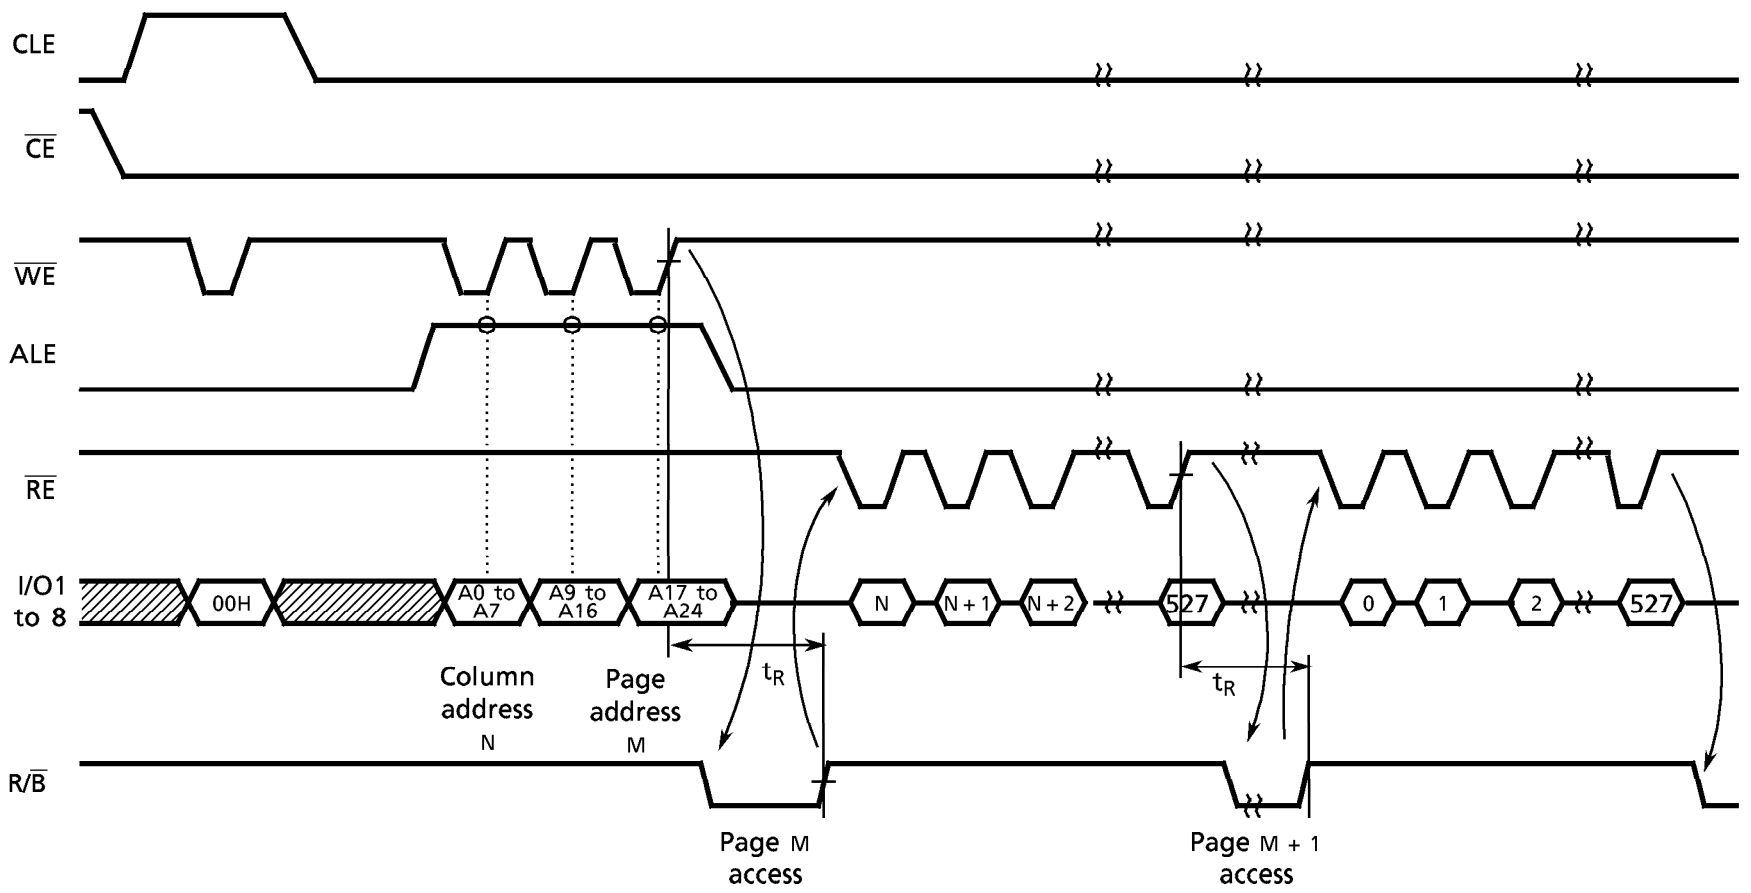 CLE
CE
WE
ALE
RE
I/O1
to 8
00H
A0 to
A7
A9 to
A16
A17 to
A24
N
N + 1
N + 2
527
0
1
2
527
tR
tR
Column
address
N
Page
address
M
R/B
Page M
access
Page M + 1
access